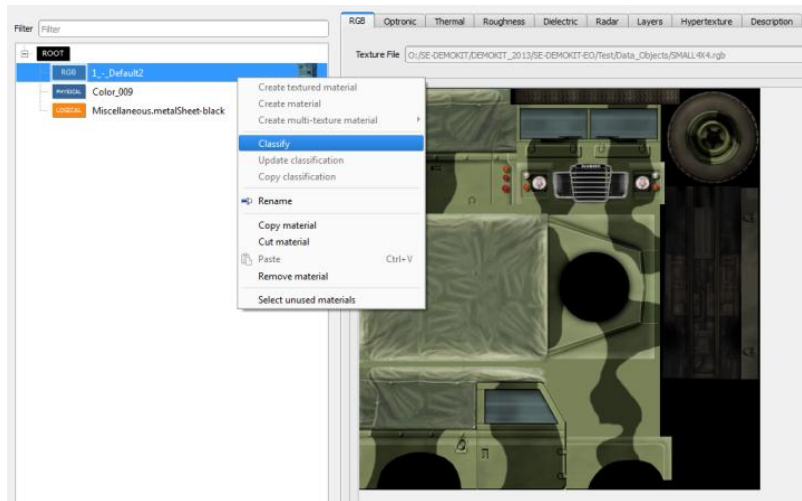 Filter Filter
ROOT
RGB 1_-_Default2
PHYSICAL Color_009
LOGICAL Miscellaneous.metalSheet-black
Create textured material
Create material
Create multi-texture material
Classify
Update classification
Copy classification
Rename
Copy material
Cut material
Paste Ctrl+V
Remove material
Select unused materials
RGB Optronic Thermal Roughness Dielectric Radar Layers Hypertexture Description
Texture File O:/SE-DEMOKIT/DEMOKIT_2013/SE-DEMOKIT-EO/Test/Data_Objects/SMALL4X4.rgb